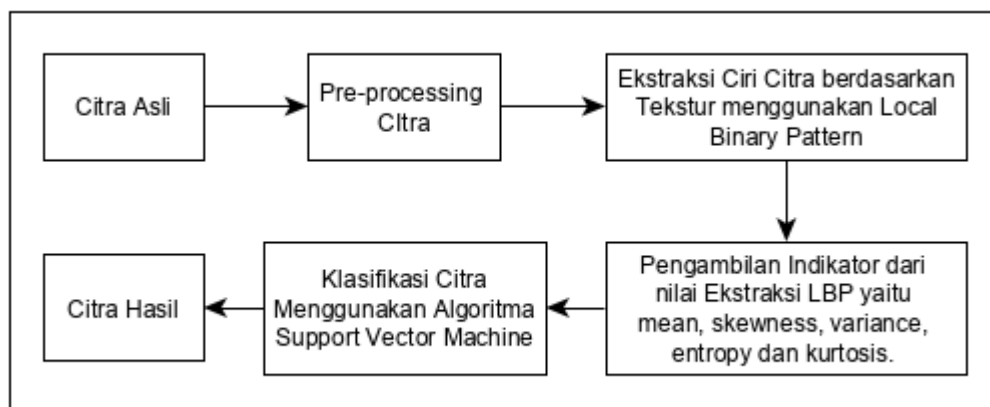 Citra Asli
Pre-processing
CItra
Ekstraksi Ciri Citra berdasarkan
Tekstur menggunakan Local
Binary Pattern
Pengambilan Indikator dari
nilai Ekstraksi LBP yaitu
mean, skewness, variance,
entropy dan kurtosis.
Klasifikasi Citra
Menggunakan Algoritma
Support Vector Machine
Citra Hasil